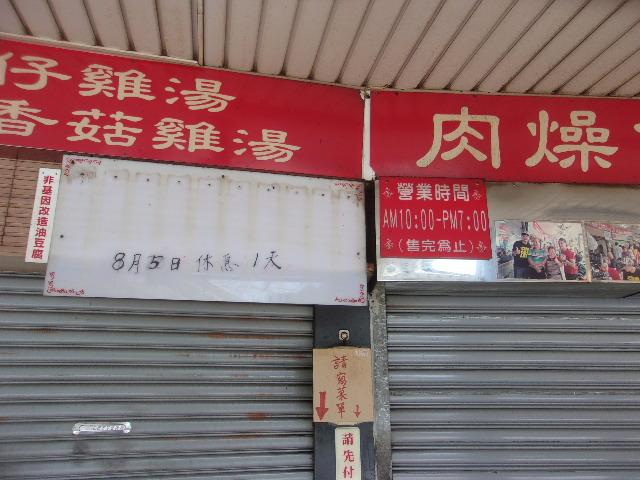 仔雞湯
香菇雞湯
肉燥
非基因改造油豆腐
8月5日 休息 1天
營業時間
AM10:00-PM7:00
(售完為止)
請寫菜單
請先付